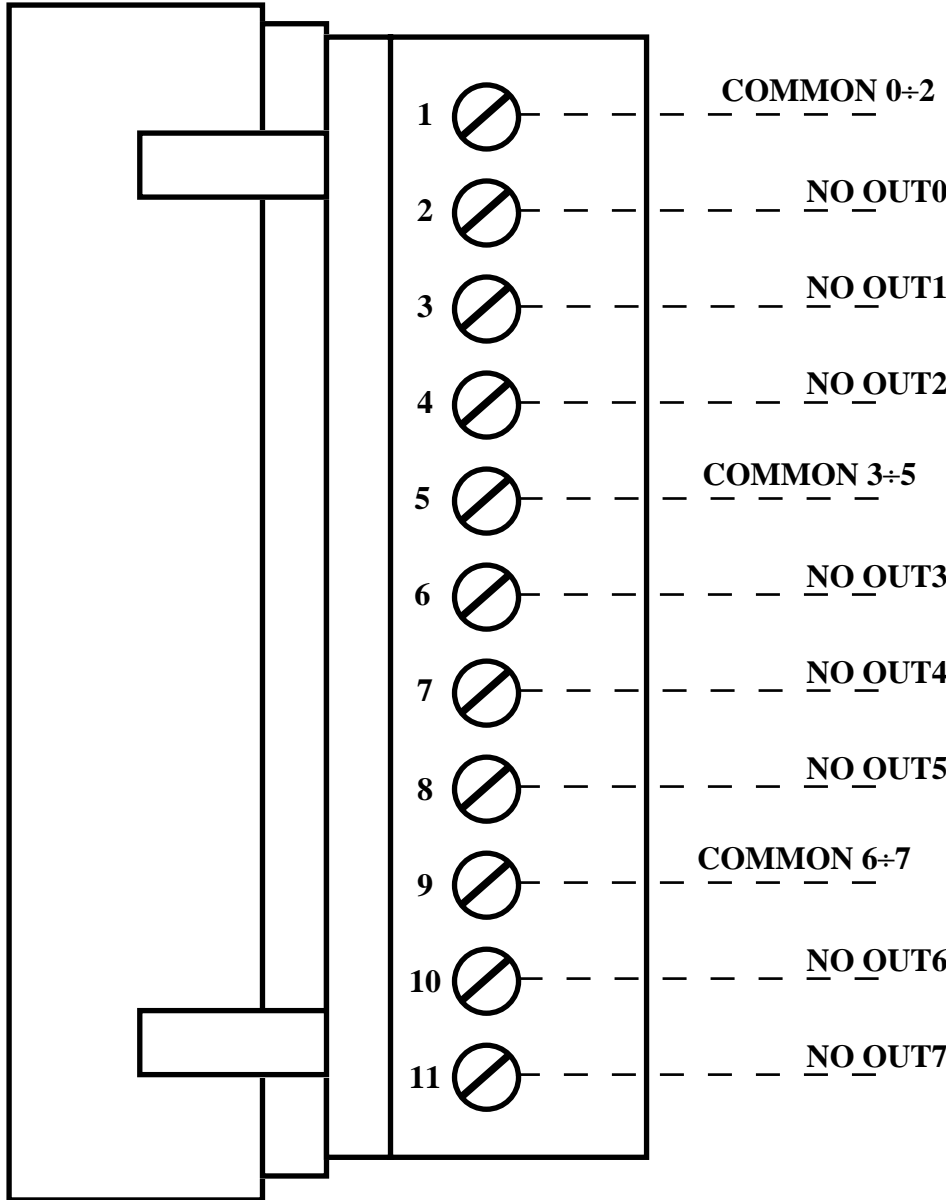 1 COMMON 0÷2
2 NO OUT0
3 NO OUT1
4 NO OUT2
5 COMMON 3÷5
6 NO OUT3
7 NO OUT4
8 NO OUT5
9 COMMON 6÷7
10 NO OUT6
11 NO OUT7